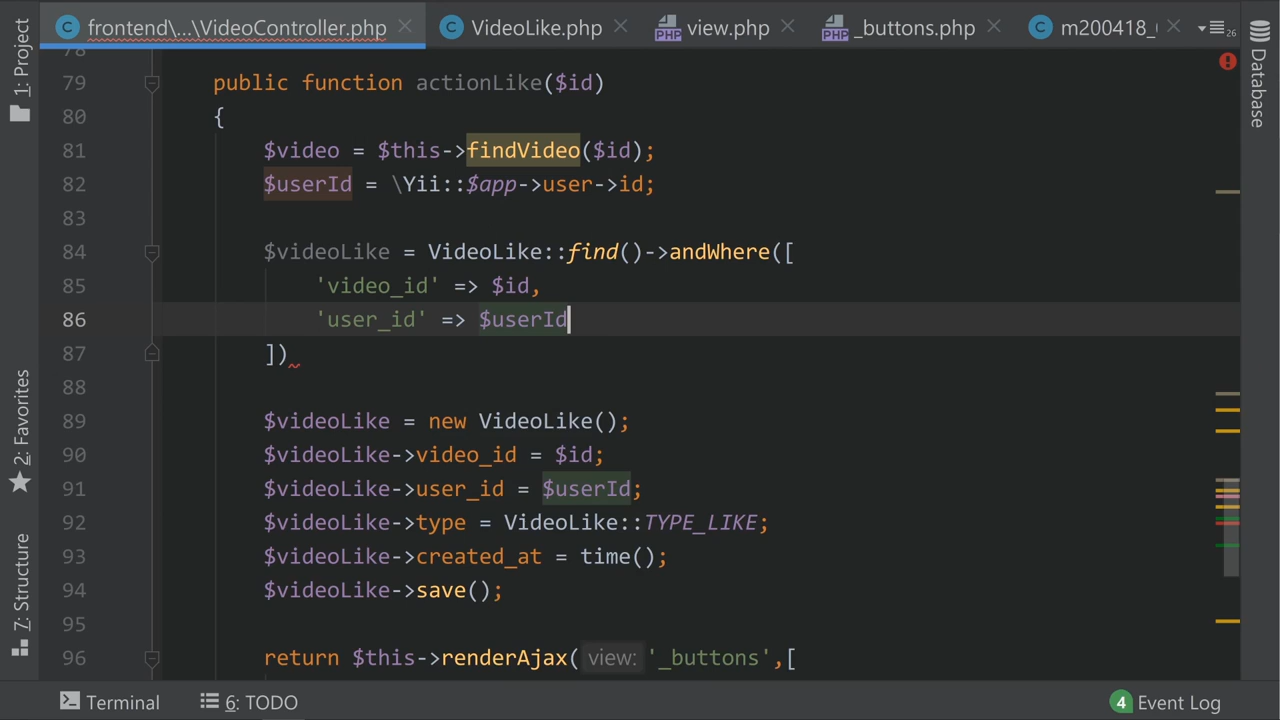 frontend\...\VideoController.php
VideoLike.php
view.php
_buttons.php
m200418_
26
1: Project
2: Favorites
7: Structure
Database
78
79 public function actionLike($id)
80 {
81 $video = $this->findVideo($id);
82 $userId = \Yii::$app->user->id;
83
84 $videoLike = VideoLike::find()->andWhere([
85 'video_id' => $id,
86 'user_id' => $userId
87 ])
88
89 $videoLike = new VideoLike();
90 $videoLike->video_id = $id;
91 $videoLike->user_id = $userId;
92 $videoLike->type = VideoLike::TYPE_LIKE;
93 $videoLike->created_at = time();
94 $videoLike->save();
95
96 return $this->renderAjax( view: '_buttons',[
Terminal
6: TODO
4 Event Log